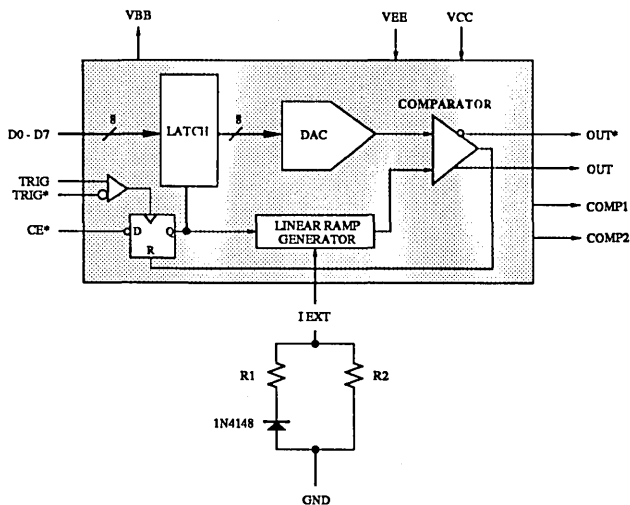 VBB
VEE
VCC
COMPARATOR
8
8
D0 - D7
LATCH
DAC
OUT*
OUT
TRIG
TRIG*
COMP1
CE*
D
Q
R
LINEAR RAMP
GENERATOR
COMP2
I EXT
R1
R2
1N4148
GND